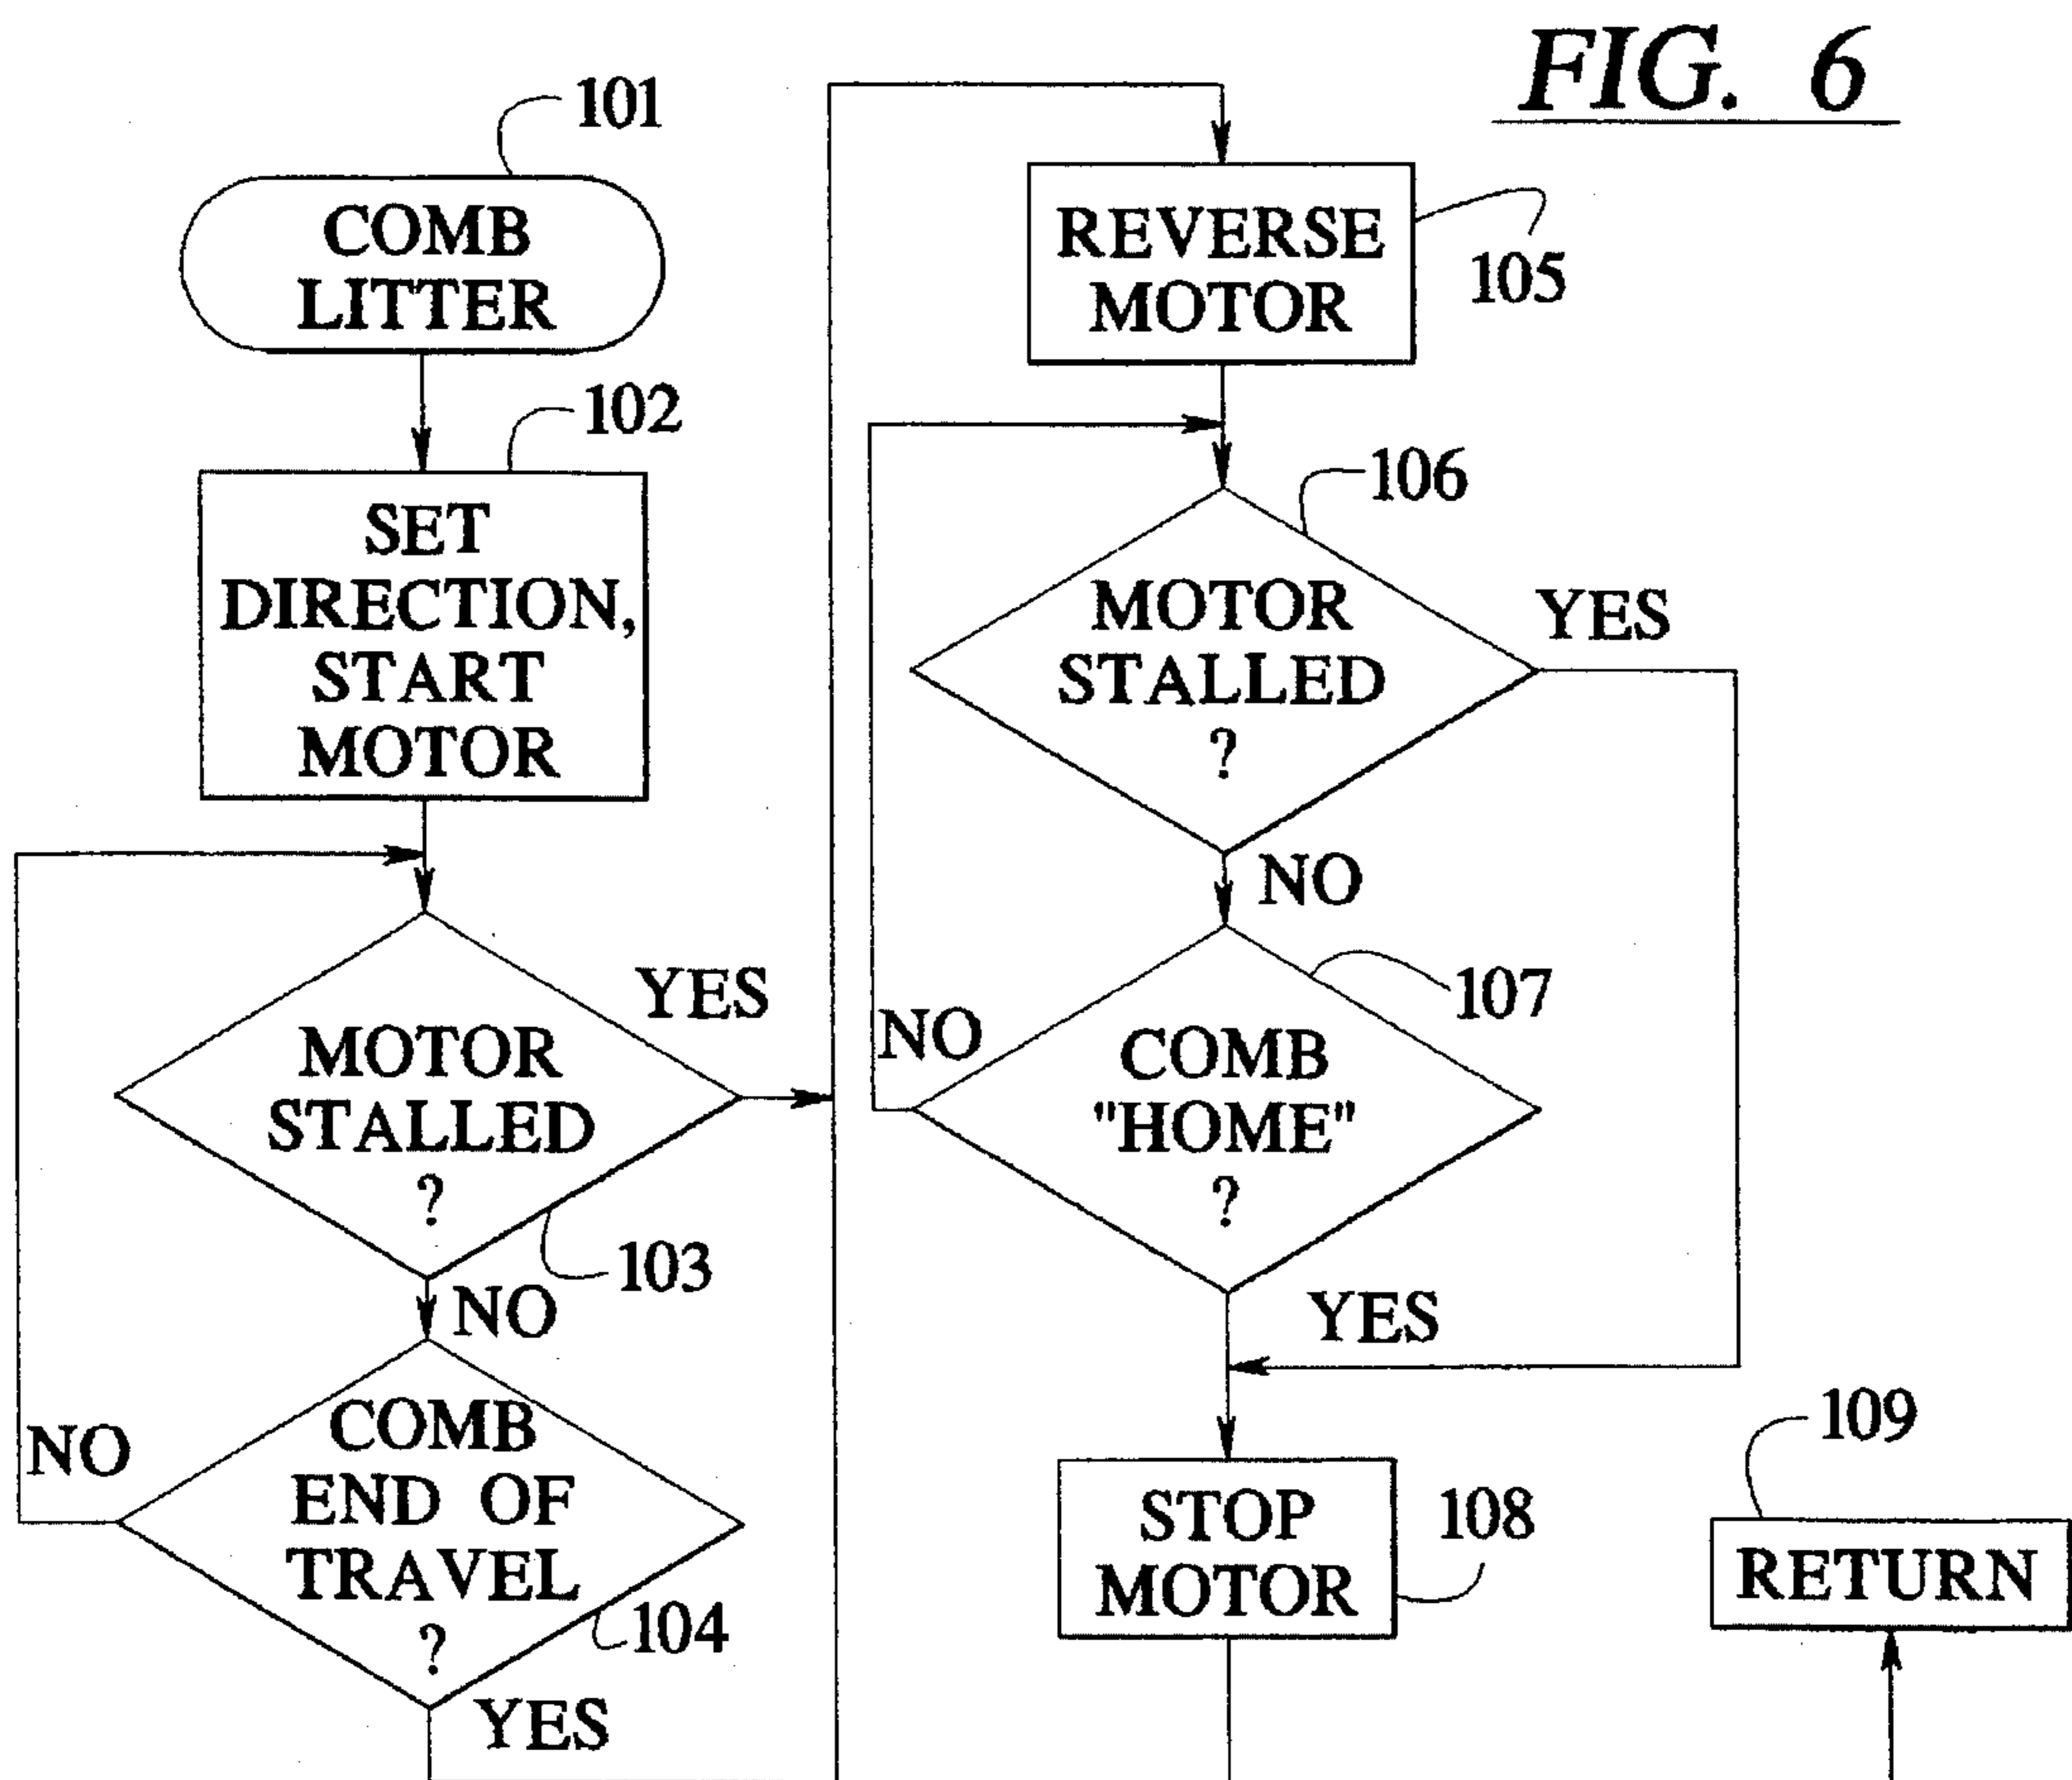 FIG. 6
101
COMB
LITTER
102
SET
DIRECTION,
START
MOTOR
YES
MOTOR
STALLED
?
103
NO
COMB
END OF
TRAVEL
?
NO
104
YES
REVERSE
MOTOR
105
106
MOTOR
STALLED
?
YES
NO
107
NO
COMB
"HOME"
?
YES
STOP
MOTOR
108
109
RETURN